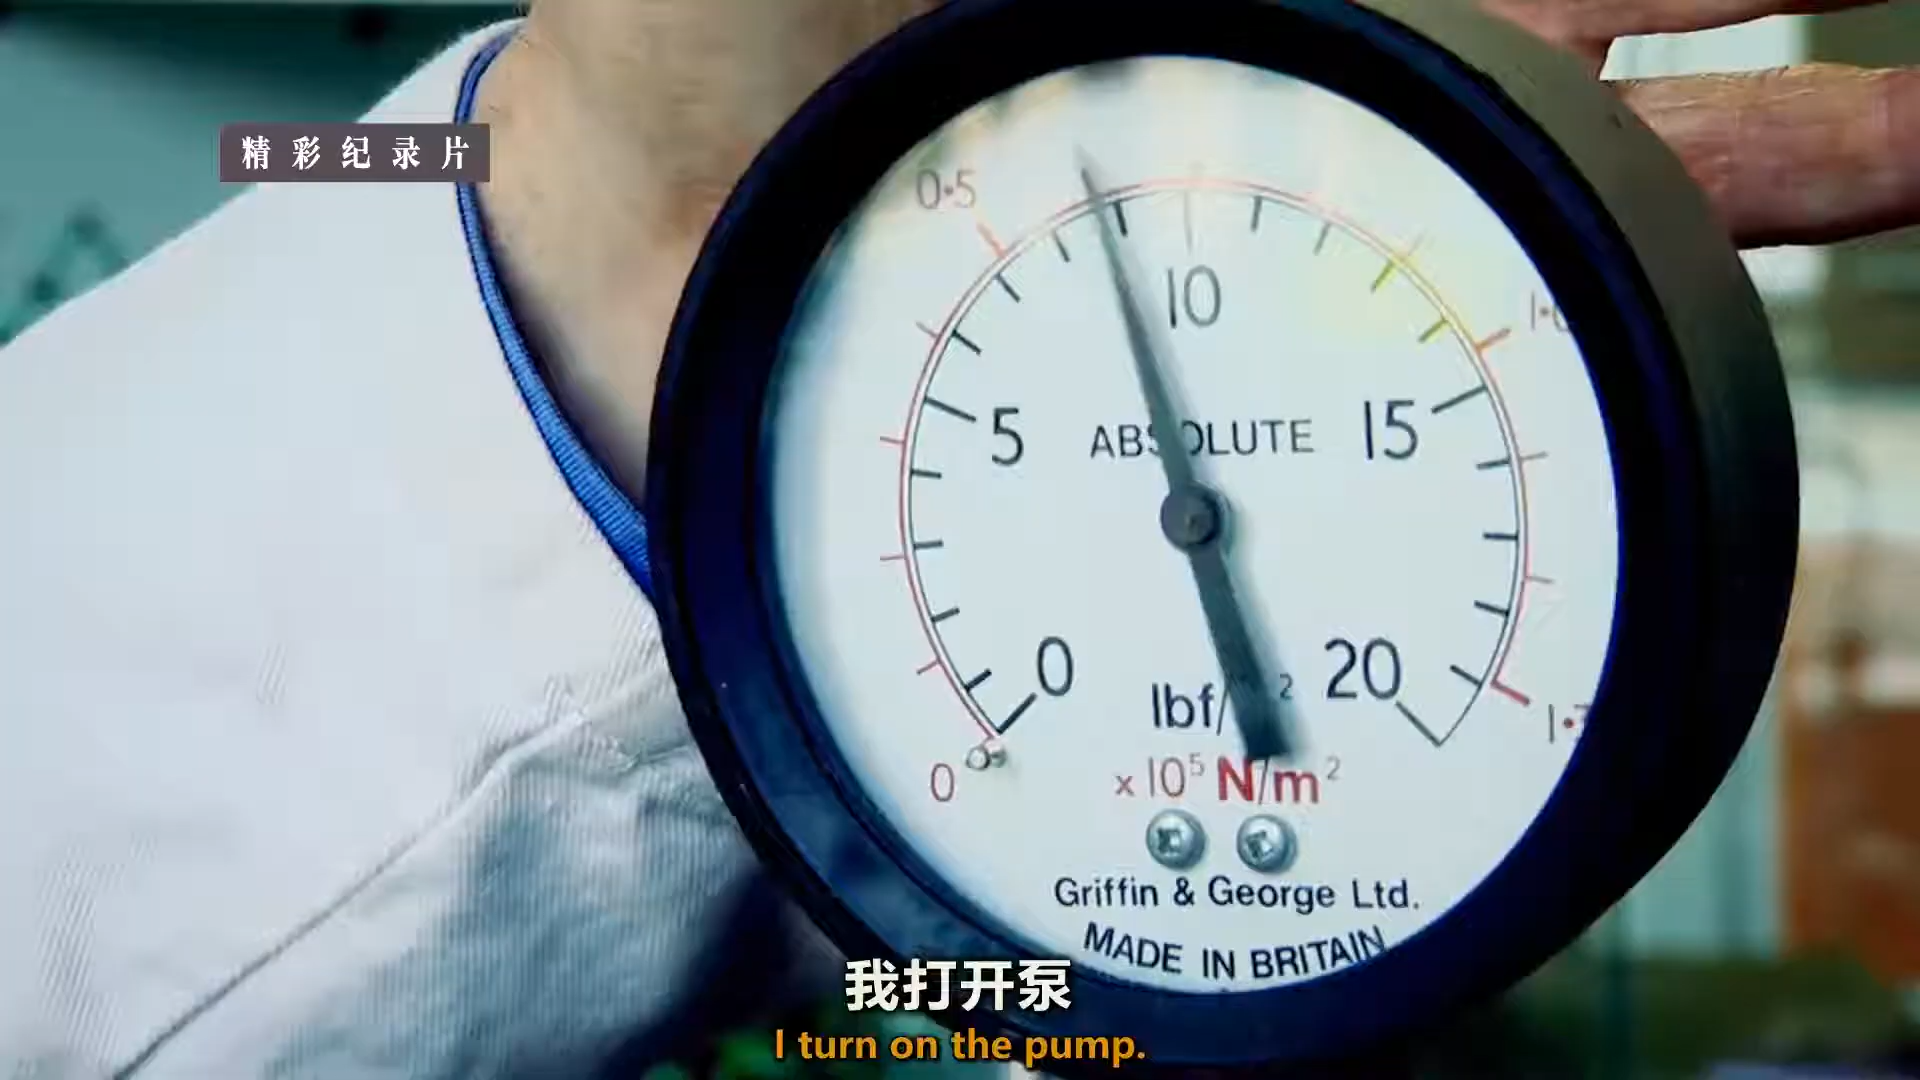 精彩纪录片
0•5
10
5
ABSOLUTE
15
0
20
lbf/
2
0
x10⁵ N/m²
Griffin & George Ltd.
MADE IN BRITAIN
我打开泵
I turn on the pump.